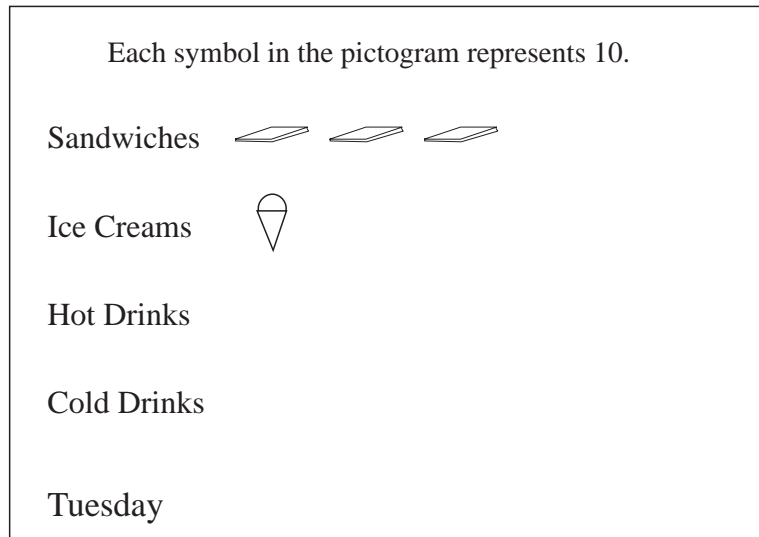 Each symbol in the pictogram represents 10.
Sandwiches
Ice Creams
Hot Drinks
Cold Drinks
Tuesday